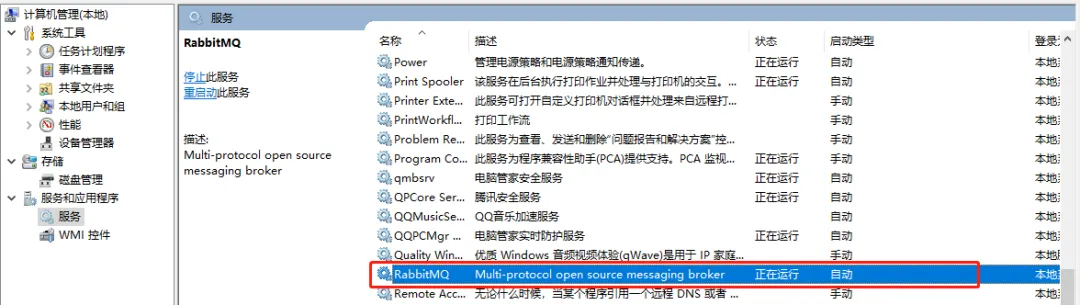 计算机管理(本地)
系统工具
任务计划程序
事件查看器
共享文件夹
本地用户和组
性能
设备管理器
存储
磁盘管理
服务和应用程序
服务
WMI 控件
服务
RabbitMQ
停止此服务
重启动此服务
描述:
Multi-protocol open source
messaging broker
名称 描述 状态 启动类型 登录为
Power 管理电源策略和电源策略通知传递。 正在运行 自动 本地系
Print Spooler 该服务在后台执行打印作业并处理与打印机的交互。... 正在运行 自动 本地系
Printer Exte... 此服务可打开自定义打印机对话框并处理来自远程打... 手动 本地系
PrintWorkfl... 打印工作流 手动 本地系
Problem Re... 此服务为查看、发送和删除“问题报告和解决方案”控... 手动 本地系
Program Co... 此服务为程序兼容性助手(PCA)提供支持。PCA 监视... 正在运行 手动 本地系
qmbsrv 电脑管家安全服务 正在运行 自动 本地系
QPCore Ser... 腾讯安全服务 正在运行 自动 本地系
QQMusicSe... QQ音乐加速服务 自动 本地系
QQPCMgr ... 电脑管家实时防护服务 正在运行 自动 本地系
Quality Win... 优质 Windows 音频视频体验(qWave)是用于 IP 家庭... 手动 本地系
RabbitMQ Multi-protocol open source messaging broker 正在运行 自动 本地系
Remote Acc... 无论什么时候，当某个程序引用一个远程 DNS 或者 ... 手动 本地系